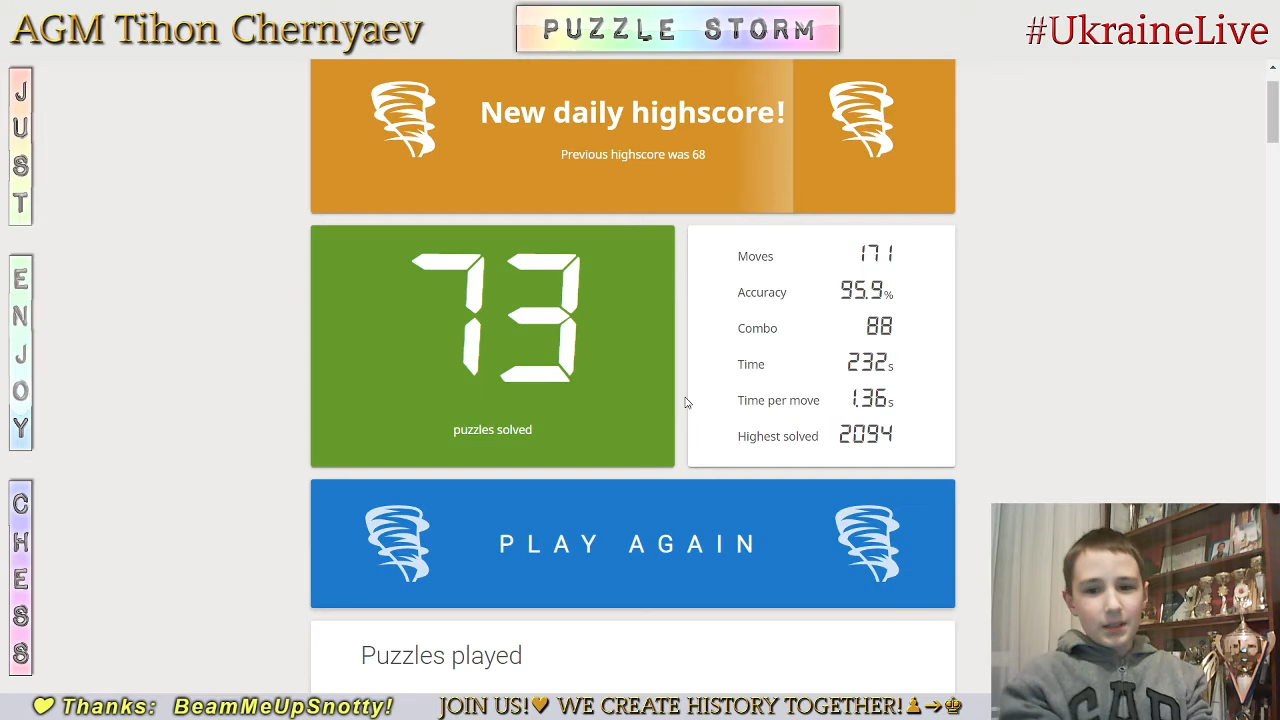 AGM Tihon Chernyaev
PUZZLE STORM
#UkraineLive
JUST
ENJOY
CHESS
New daily highscore!
Previous highscore was 68
73
puzzles solved
Moves 171
Accuracy 95.9%
Combo 88
Time 232s
Time per move 1.36s
Highest solved 2094
PLAY AGAIN
Puzzles played
GAP
Thanks: BeamMeUpSnotty!
JOIN US! WE CREATE HISTORY TOGETHER!